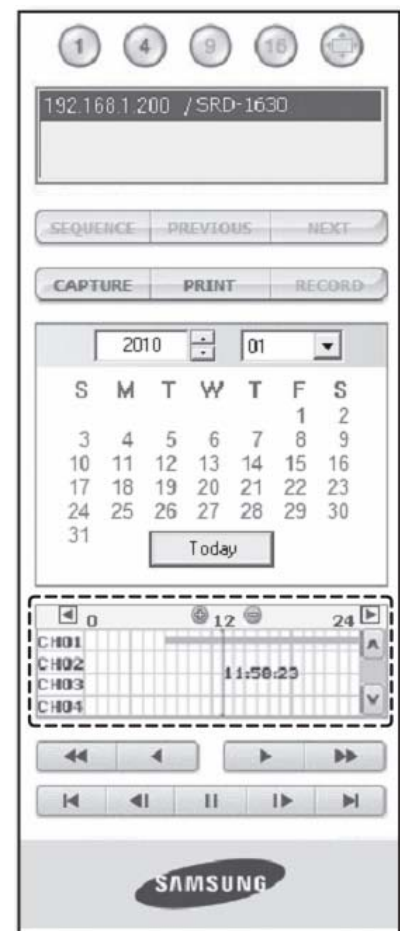 1 4 9 16
192.168.1.200 / SRD-1630
SEQUENCE PREVIOUS NEXT
CAPTURE PRINT RECORD
2010 01
S M T W T F S
1 2
3 4 5 6 7 8 9
10 11 12 13 14 15 16
17 18 19 20 21 22 23
24 25 26 27 28 29 30
31
Today
0 12 24
CH01
CH02
11:58:23
CH03
CH04
SAMSUNG